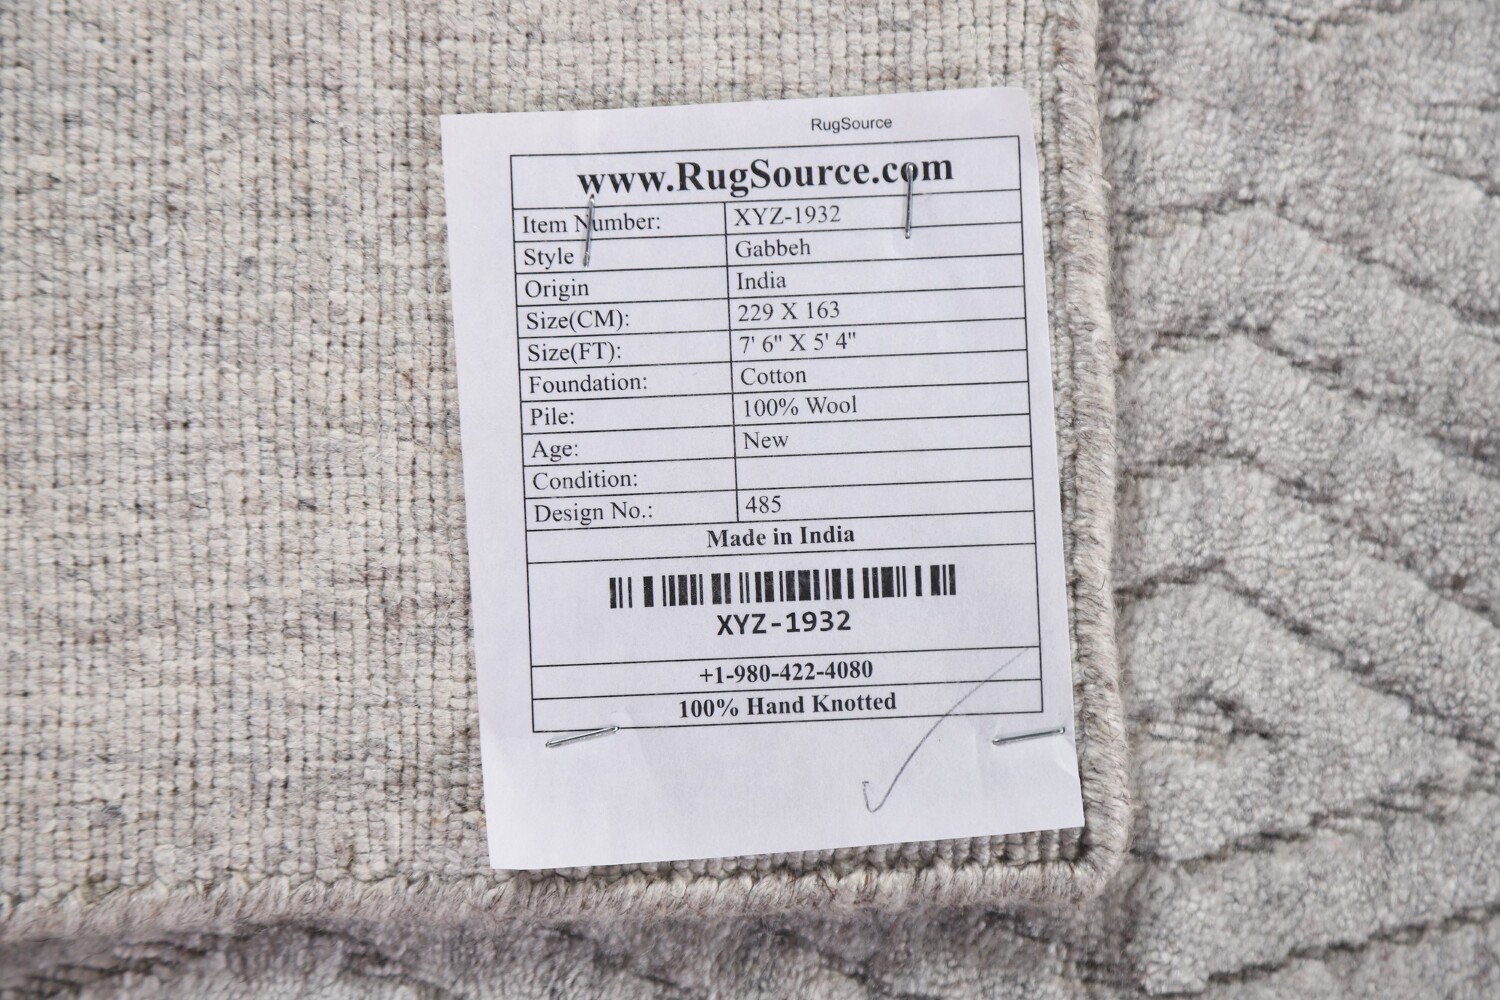 RugSource
www.RugSource.com
Item Number: XYZ-1932
Style Gabbeh
Origin India
Size(CM): 229 X 163
Size(FT): 7' 6" X 5' 4"
Foundation: Cotton
Pile: 100% Wool
Age: New
Condition:
Design No.: 485
Made in India
XYZ-1932
+1-980-422-4080
100% Hand Knotted